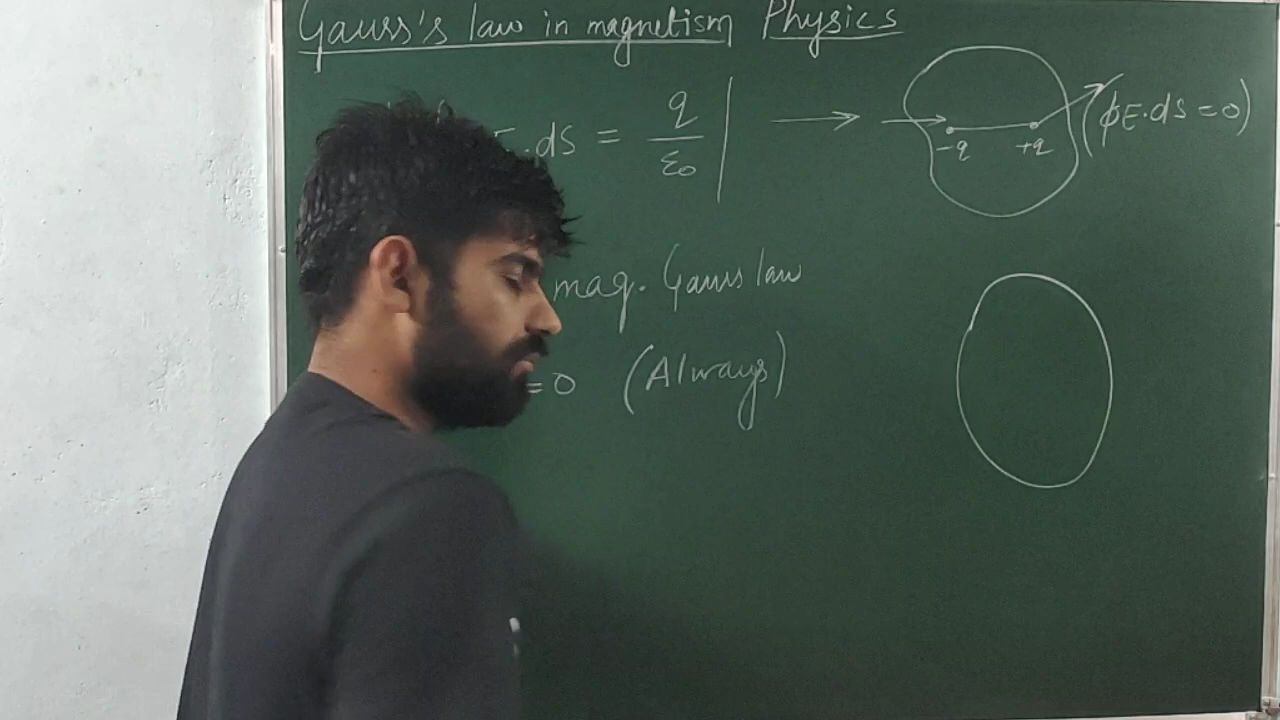 Gauss's law in magnetism Physics
E.ds = q/ε₀
-q +q (∮E.ds = 0)
mag. Gauss law
=0 (Always)